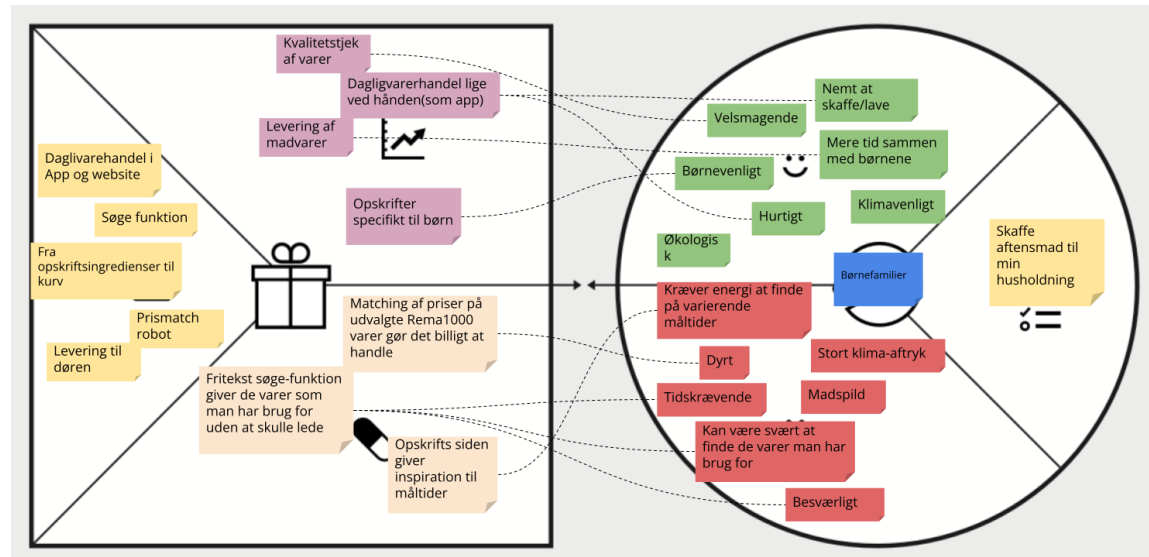 Kvalitetstjek
af varer
Dagligvarerhandel lige
ved hånden(som app)
Levering af
madvarer
Opskrifter
specifikt til børn
Daglivarehandel i
App og website
Søge funktion
Fra
opskriftsingredienser til
kurv
Prismatch
robot
Levering til
døren
Matching af priser på
udvalgte Rema1000
varer gør det billigt at
handle
Fritekst søge-funktion
giver de varer som
man har brug for
uden at skulle lede
Opskrifts siden
giver
inspiration til
måltider
Nemt at
skaffe/lave
Velsmagende
Mere tid sammen
med børnene
Børnevenligt
Klimavenligt
Hurtigt
Økologis
k
Børnefamilier
Skaffe
aftensmad til
min
husholdning
Kræver energi at finde
på varierende
måltider
Stort klima-aftryk
Dyrt
Tidskrævende
Madspild
Kan være svært at
finde de varer man har
brug for
Besværligt